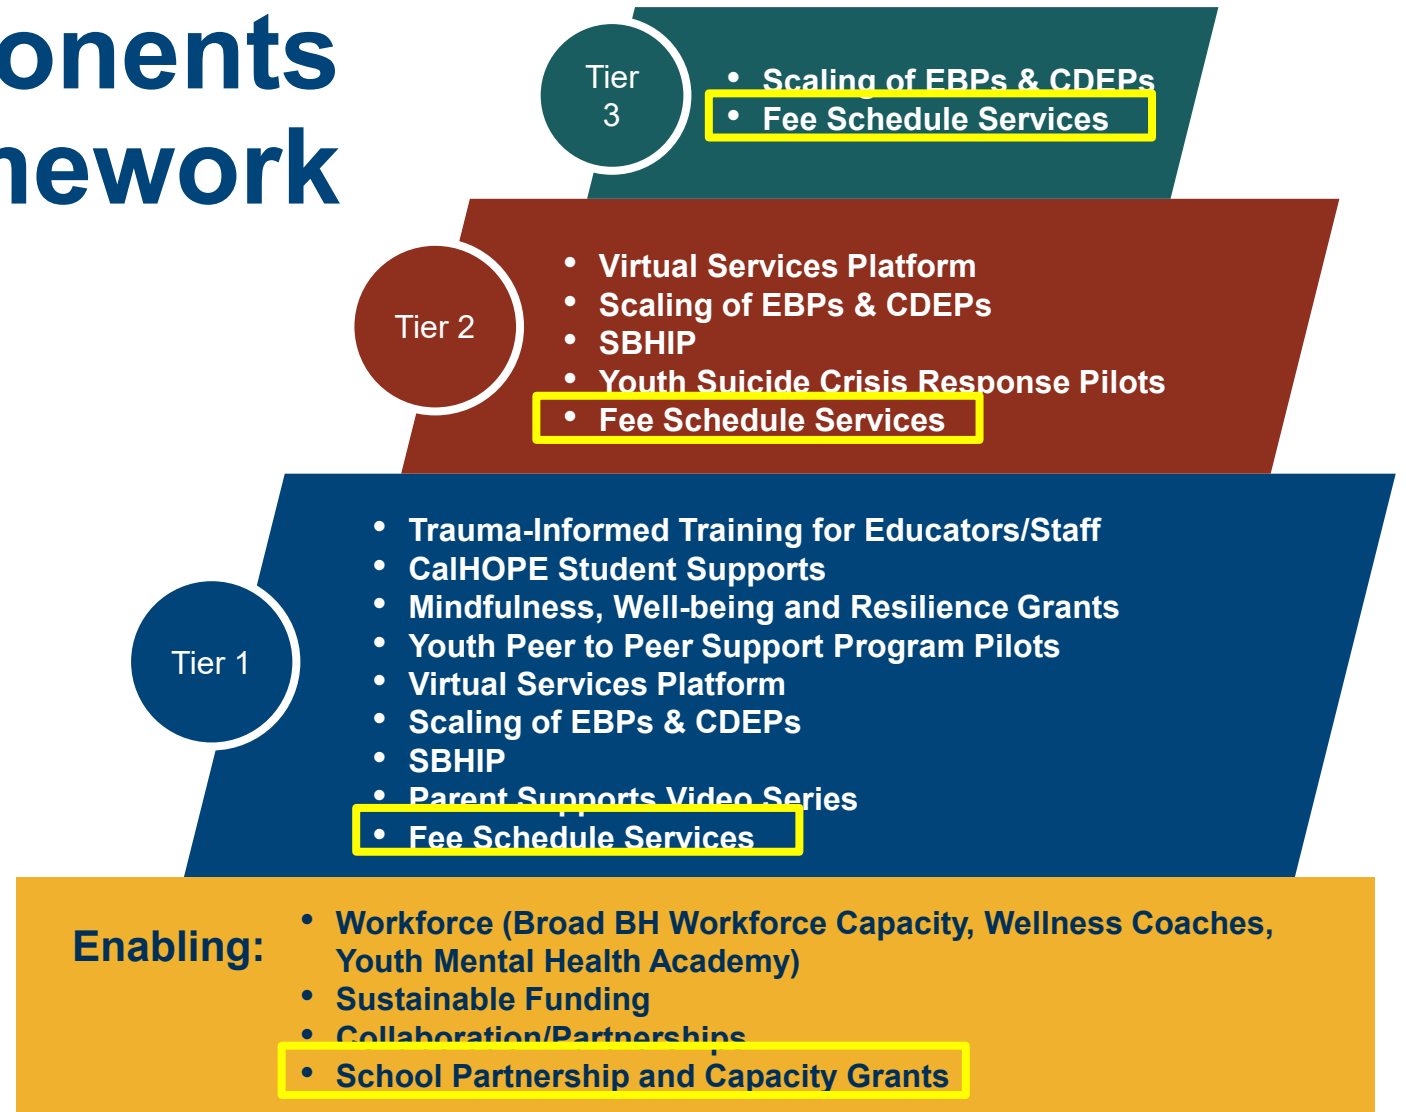 onents
nework
Tier
3
• Scaling of EBPs & CDEPs
• Fee Schedule Services
Tier 2
• Virtual Services Platform
• Scaling of EBPs & CDEPs
• SBHIP
• Youth Suicide Crisis Response Pilots
• Fee Schedule Services
Tier 1
• Trauma-Informed Training for Educators/Staff
• CalHOPE Student Supports
• Mindfulness, Well-being and Resilience Grants
• Youth Peer to Peer Support Program Pilots
• Virtual Services Platform
• Scaling of EBPs & CDEPs
• SBHIP
• Parent Supports Video Series
• Fee Schedule Services
Enabling:
• Workforce (Broad BH Workforce Capacity, Wellness Coaches,
Youth Mental Health Academy)
• Sustainable Funding
• Collaboration/Partnerships
• School Partnership and Capacity Grants